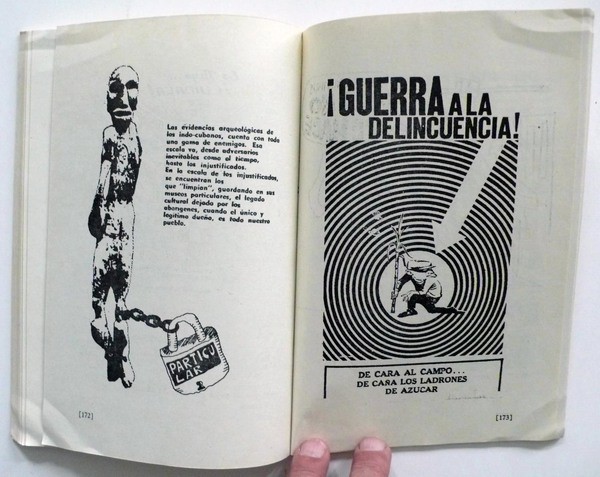 Las evidencias arqueológicas de
los indo-cubanos, cuenta con toda
una gama de enemigos. Esa
escala va, desde adversarios
inevitables como el tiempo,
hasta los injustificados.
En la escala de los injustificados,
se encuentran los
que "limpian", guardando en sus
museos particulares, el legado
cultural dejado por los
aborígenes, cuando el único y
legítimo dueño, es todo nuestro
pueblo.
PARTICU
LAR
[172]
¡GUERRA A LA
DELINCUENCIA!
DE CARA AL CAMPO...
DE CAÑA LOS LADRONES
DE AZUCAR
[173]